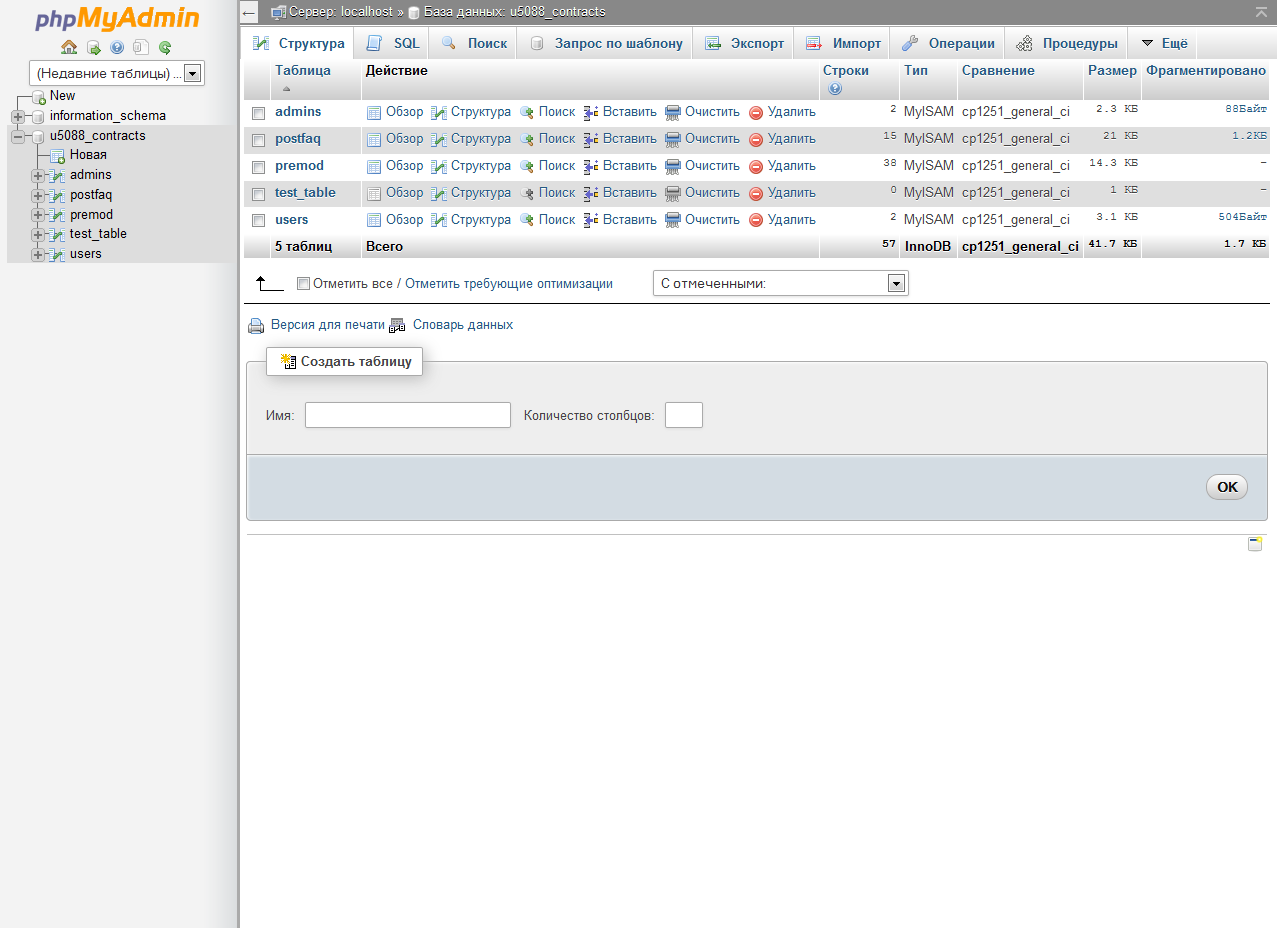 phpMyAdmin
(Недавние таблицы) ...
New
information_schema
u5088_contracts
Новая
admins
postfaq
premod
test_table
users
Сервер: localhost » База данных: u5088_contracts
Структура SQL Поиск Запрос по шаблону Экспорт Импорт Операции Процедуры Ещё
Таблица Действие Строки Тип Сравнение Размер Фрагментировано
admins Обзор Структура Поиск Вставить Очистить Удалить 2 MyISAM cp1251_general_ci 2.3 КБ 88Байт
postfaq Обзор Структура Поиск Вставить Очистить Удалить 15 MyISAM cp1251_general_ci 21 КБ 1.2КБ
premod Обзор Структура Поиск Вставить Очистить Удалить 38 MyISAM cp1251_general_ci 14.3 КБ -
test_table Обзор Структура Поиск Вставить Очистить Удалить 0 MyISAM cp1251_general_ci 1 КБ -
users Обзор Структура Поиск Вставить Очистить Удалить 2 MyISAM cp1251_general_ci 3.1 КБ 504Байт
5 таблиц Всего 57 InnoDB cp1251_general_ci 41.7 КБ 1.7 КБ
Отметить все / Отметить требующие оптимизации С отмеченными:
Версия для печати Словарь данных
Создать таблицу
Имя: Количество столбцов:
OK